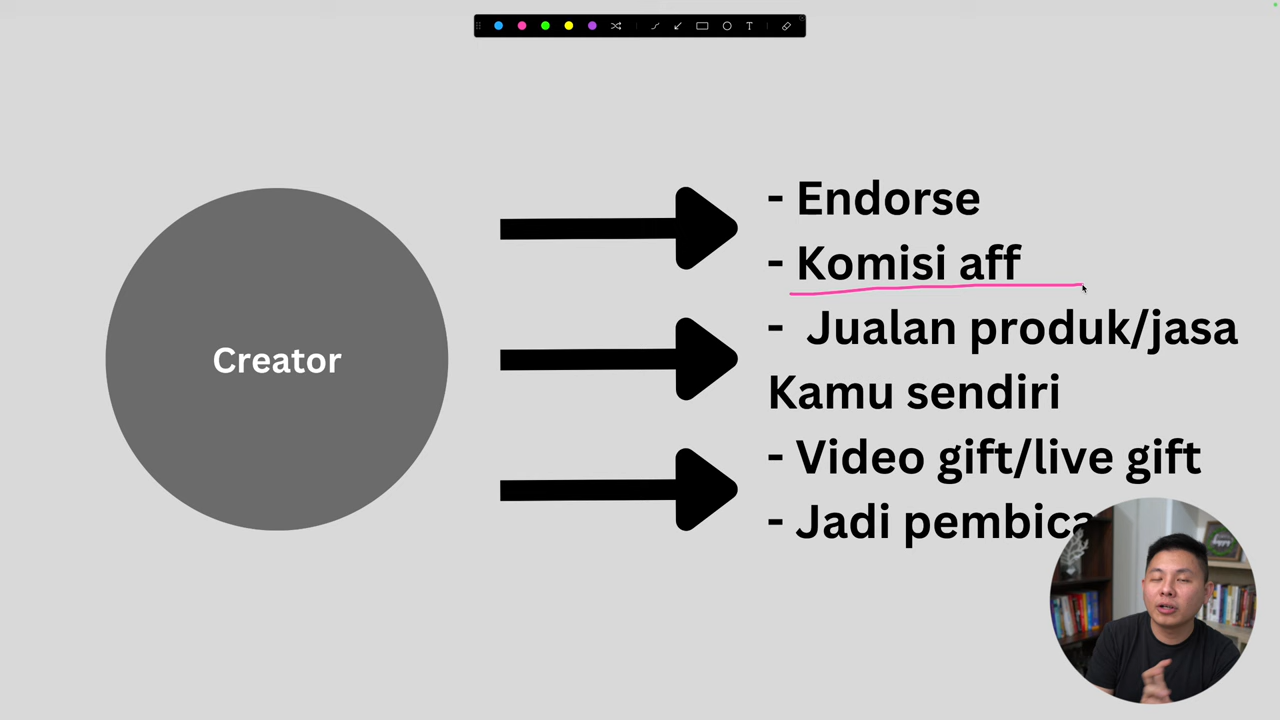 Creator
- Endorse
- Komisi aff
- Jualan produk/jasa
Kamu sendiri
- Video gift/live gift
- Jadi